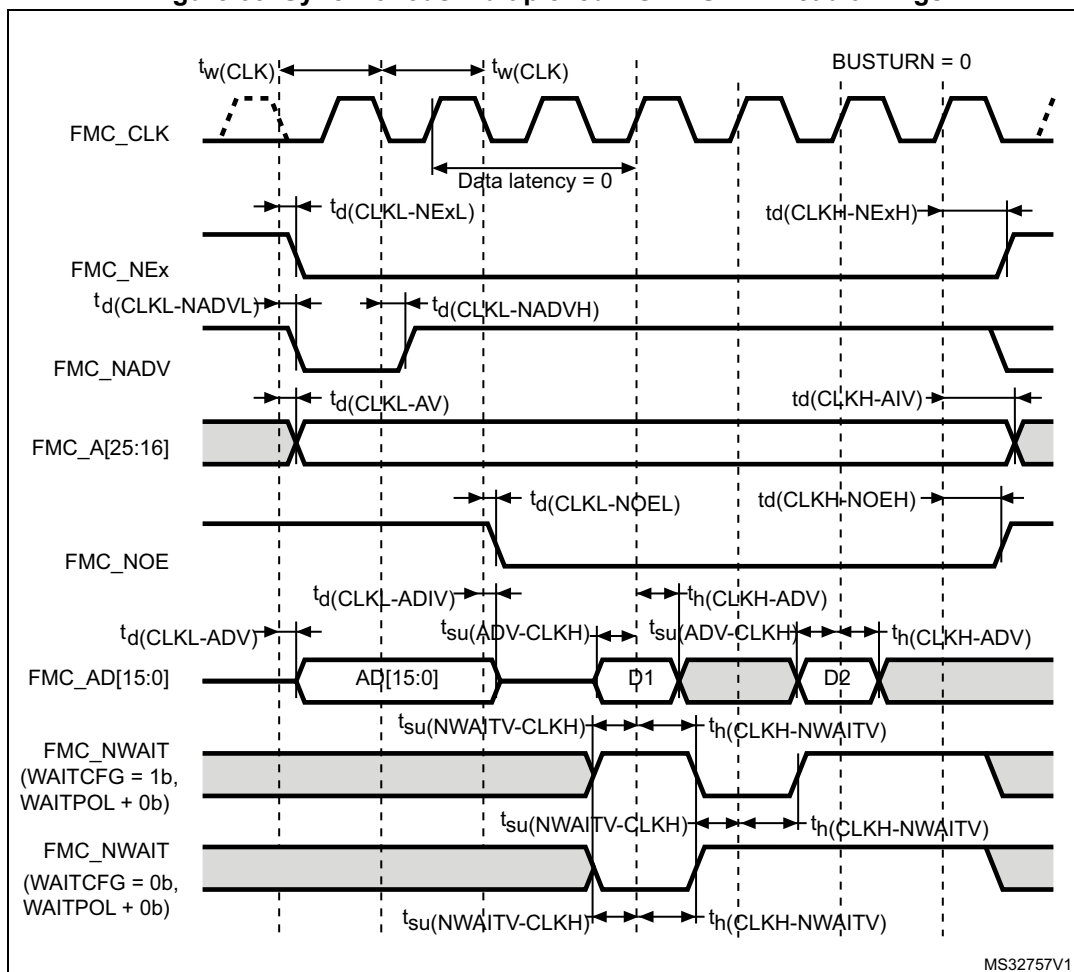 tw(CLK) tw(CLK) BUSTURN = 0
FMC_CLK
Data latency = 0
td(CLKL-NExL) td(CLKH-NExH)
FMC_NEx
td(CLKL-NADVL) td(CLKL-NADVH)
FMC_NADV
td(CLKL-AV) td(CLKH-AIV)
FMC_A[25:16]
td(CLKL-NOEL) td(CLKH-NOEH)
FMC_NOE
td(CLKL-ADIV) th(CLKH-ADV)
td(CLKL-ADV) tsu(ADV-CLKH) tsu(ADV-CLKH) th(CLKH-ADV)
FMC_AD[15:0] AD[15:0] D1 D2
tsu(NWAITV-CLKH) th(CLKH-NWAITV)
FMC_NWAIT
(WAITCFG = 1b,
WAITPOL + 0b)
tsu(NWAITV-CLKH) th(CLKH-NWAITV)
FMC_NWAIT
(WAITCFG = 0b,
WAITPOL + 0b)
tsu(NWAITV-CLKH) th(CLKH-NWAITV)
MS32757V1